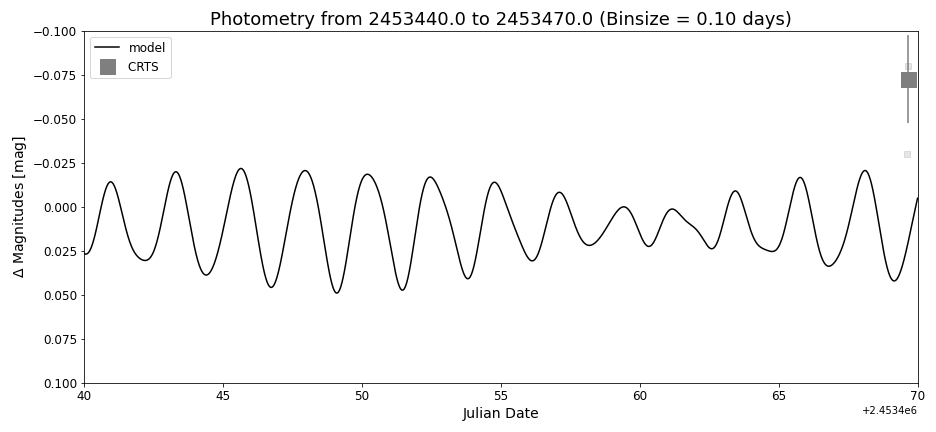 Photometry from 2453440.0 to 2453470.0 (Binsize = 0.10 days)
model
CRTS
−0.100
−0.075
−0.050
−0.025
0.000
0.025
0.050
0.075
0.100
Δ Magnitudes [mag]
40
45
50
55
60
65
70
+2.4534e6
Julian Date